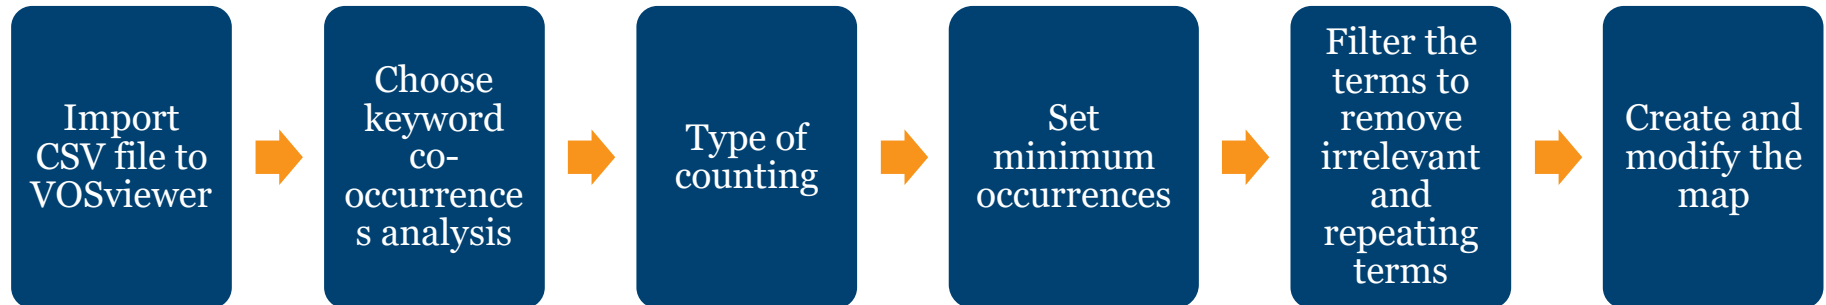 Import
CSV file to
VOSviewer
Choose
keyword
co-
occurrence
s analysis
Type of
counting
Set
minimum
occurrences
Filter the
terms to
remove
irrelevant
and
repeating
terms
Create and
modify the
map